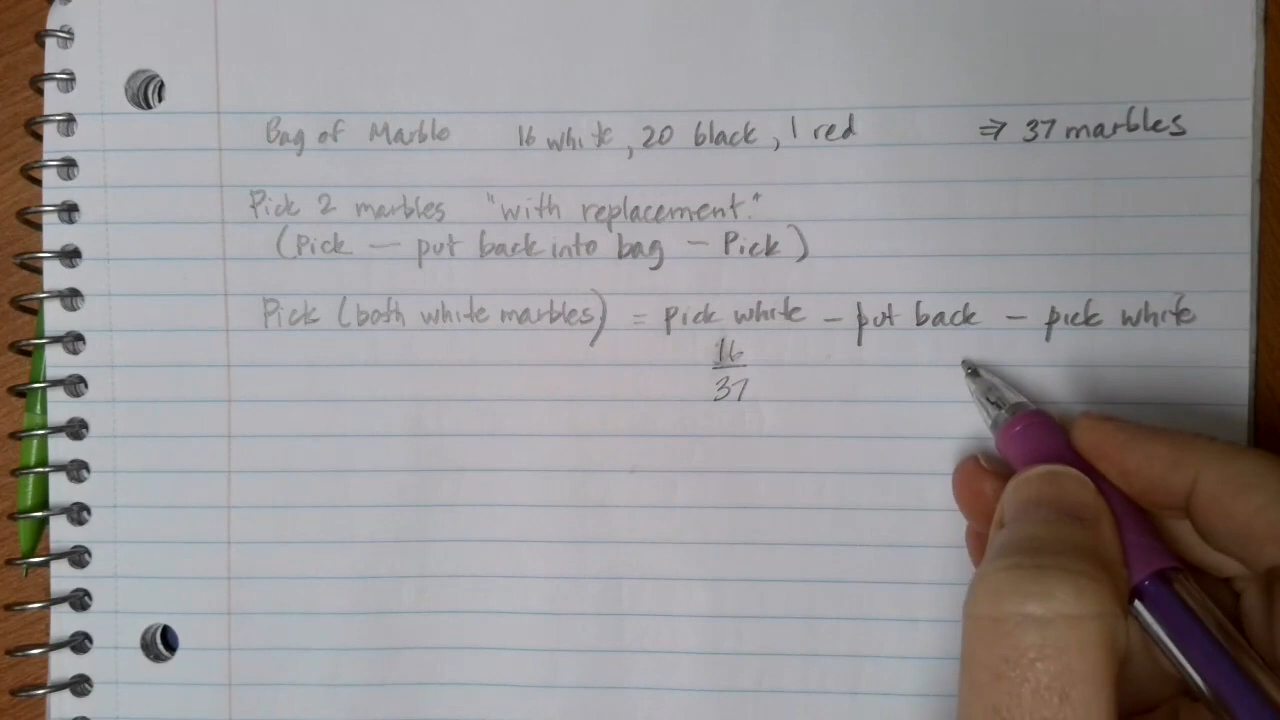 Bag of Marble 16 white, 20 black, 1 red ⇒ 37 marbles
Pick 2 marbles "with replacement."
(Pick — put back into bag — Pick)
Pick (both white marbles) = pick white — put back — pick white
16
37